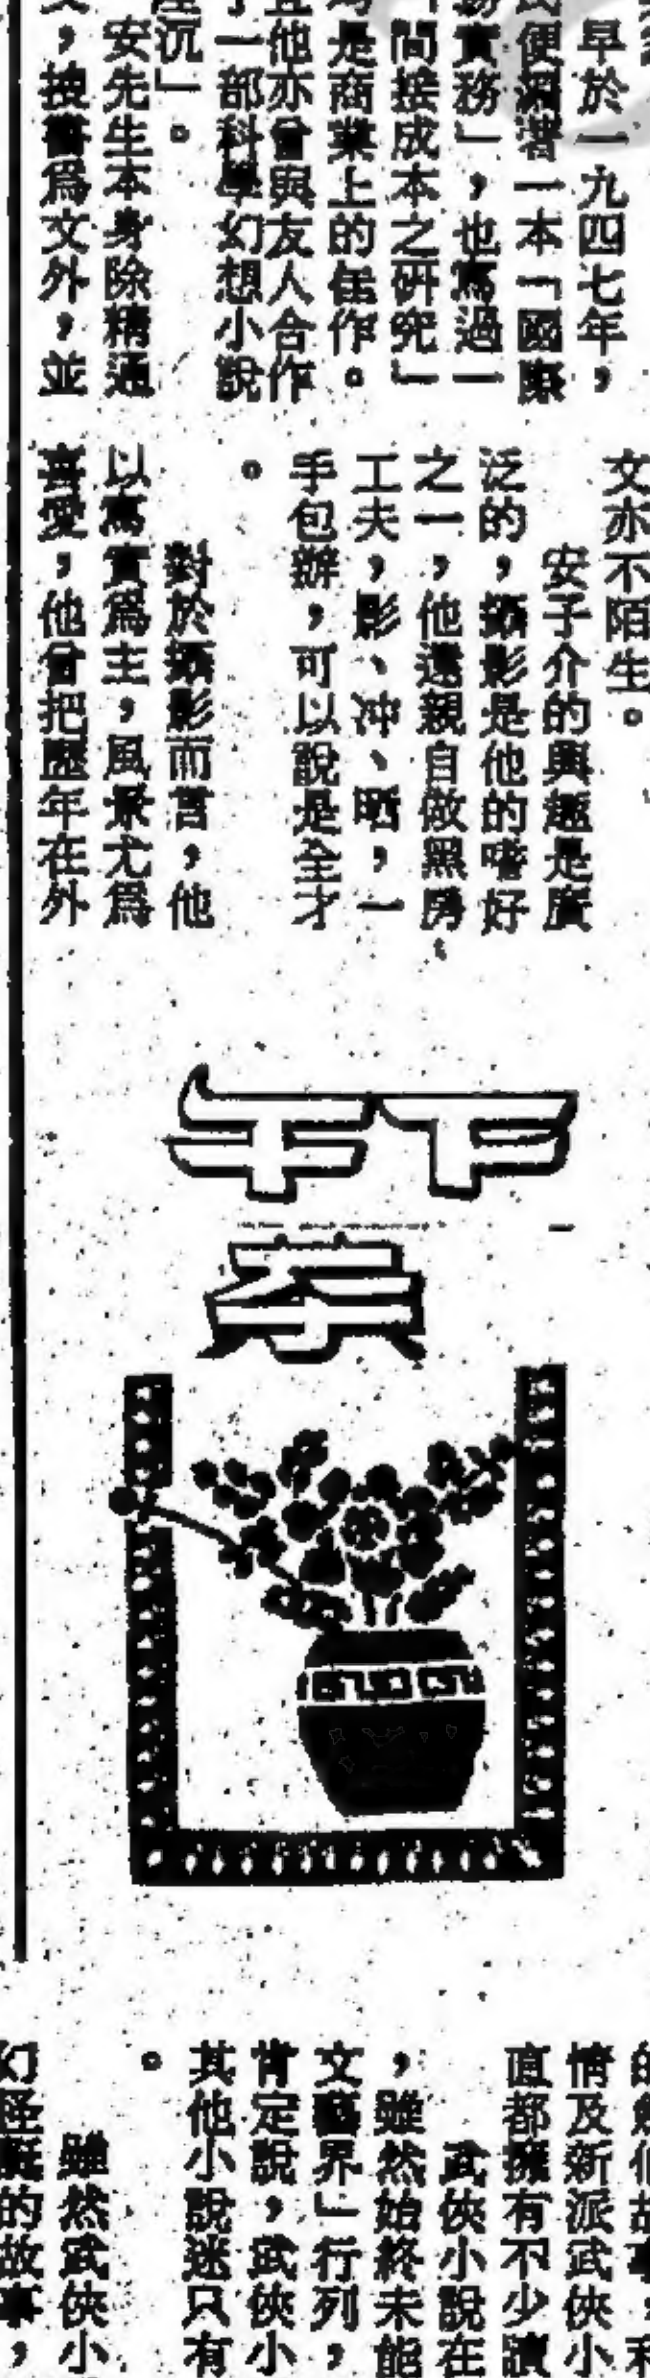 早於一九四七年，
便編著一本「國際
務實務」，也寫過一
間接成本之研究」
是商業上的佳作。
他亦曾與友人合作
一部科學幻想小說
沉」。
安先生本身除精通
，披書爲文外，並
文亦不陌生。
安子介的興趣是廣
泛的，攝影是他的嗜好
之一，他還親自做黑房
工夫，影、冲、晒，一
手包辦，可以說是全才
。
對於攝影而言，他
以寫實爲主，風景尤爲
喜愛，他曾把歷年在外
下午
茶
情及新派武俠小
直都擁有不少讀
武俠小說在
，雖然始終未能
文藝界」行列，
肯定說，武俠小
其他小說迷只有
。
雖然武俠小
幻怪誕的故事，